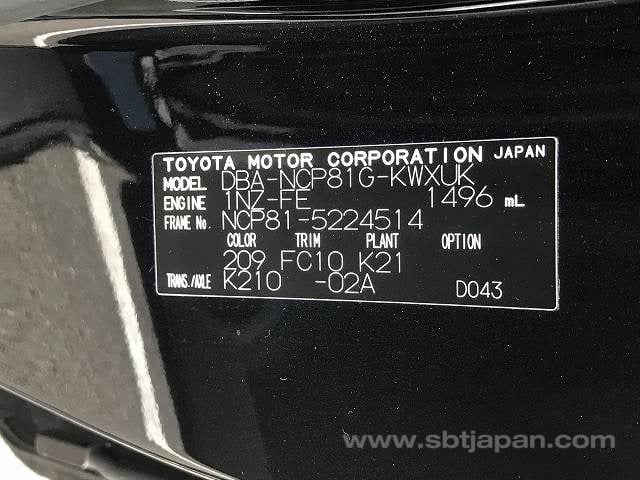 TOYOTA MOTOR CORPORATION JAPAN
MODEL DBA-NCP81G-KWXUK
ENGINE 1NZ-FE 1496 mL
FRAME No. NCP81-5224514
COLOR TRIM PLANT OPTION
209 FC10 K21
TRANS./AXLE K210 -02A D043
www.sbtjapan.com